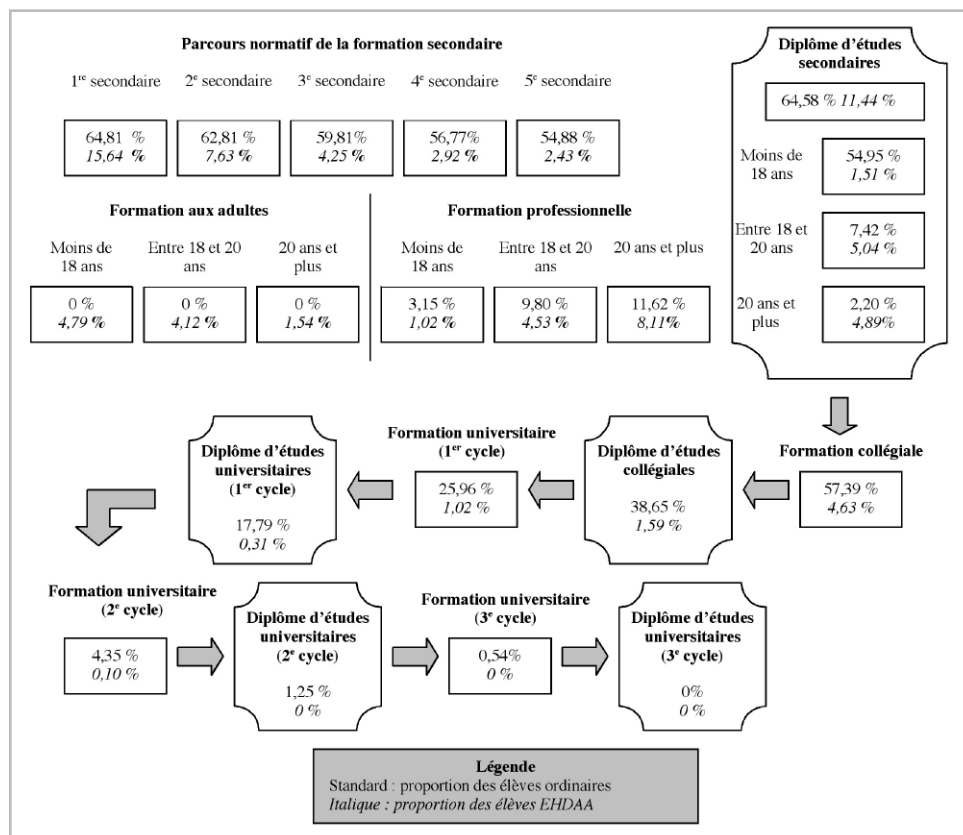 Parcours normatif de la formation secondaire
1re secondaire 2e secondaire 3e secondaire 4e secondaire 5e secondaire
64,81 % 62,81 % 59,81% 56,77% 54,88 %
15,64 % 7,63 % 4,25 % 2,92 % 2,43 %
Formation aux adultes
Moins de 18 ans
Entre 18 et 20 ans
20 ans et plus
0 % 0 % 0 %
4,79 % 4,12 % 1,54 %
Formation professionnelle
Moins de 18 ans
Entre 18 et 20 ans
20 ans et plus
3,15 % 9,80 % 11,62 %
1,02 % 4,53 % 8,11%
Diplôme d'études
secondaires
64,58 % 11,44 %
Moins de
18 ans
54,95 %
1,51 %
Entre 18 et
20 ans
7,42 %
5,04 %
20 ans et
plus
2,20 %
4,89%
Formation collégiale
57,39 %
4,63 %
Diplôme d'études
collégiales
38,65 %
1,59 %
Formation universitaire
(1er cycle)
25,96 %
1,02 %
Diplôme d'études
universitaires
(1er cycle)
17,79 %
0,31 %
Formation universitaire
(2e cycle)
4,35 %
0,10 %
Diplôme d'études
universitaires
(2e cycle)
1,25 %
0 %
Formation universitaire
(3e cycle)
0,54%
0 %
Diplôme d'études
universitaires
(3e cycle)
0%
0 %
Légende
Standard : proportion des élèves ordinaires
Italique : proportion des élèves EHDAA